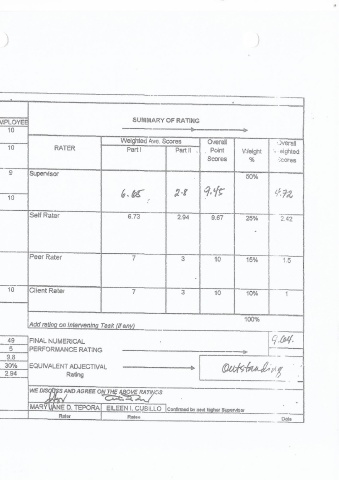 MPLOYEE
SUMMARY OF RATING
10
10
9
10
10
49
5
9.8
30%
2.94
RATER Weighted Ave. Scores Overall Point Scores Weight % Overall Weighted Scores
Part I Part II
Supervisor 6.65 2.8 9.45 50% 4.72
Self Rater 6.73 2.94 9.67 25% 2.42
Peer Rater 7 3 10 15% 1.5
Client Rater 7 3 10 10% 1
Add rating on Intervening Task (if any) 100%
FINAL NUMERICAL
PERFORMANCE RATING
EQUIVALENT ADJECTIVAL Outstanding
Rating
WE DISCUSS AND AGREE ON THE ABOVE RATINGS
MARY JANE D. TEPORA EILEEN I. CUBILLO Confirmed by next higher Supervisor
Rater Ratee Date